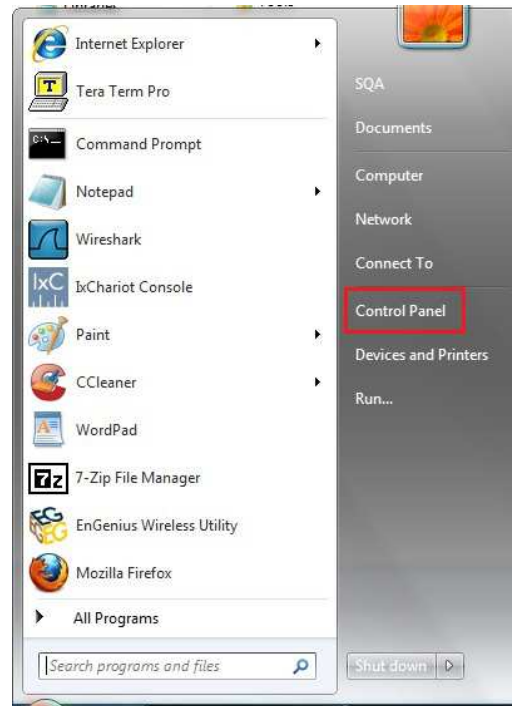 Internet Explorer
Tera Term Pro
Command Prompt
Notepad
Wireshark
IxChariot Console
Paint
CCleaner
WordPad
7-Zip File Manager
EnGenius Wireless Utility
Mozilla Firefox
All Programs
Search programs and files
SQA
Documents
Computer
Network
Connect To
Control Panel
Devices and Printers
Run...
Shut down